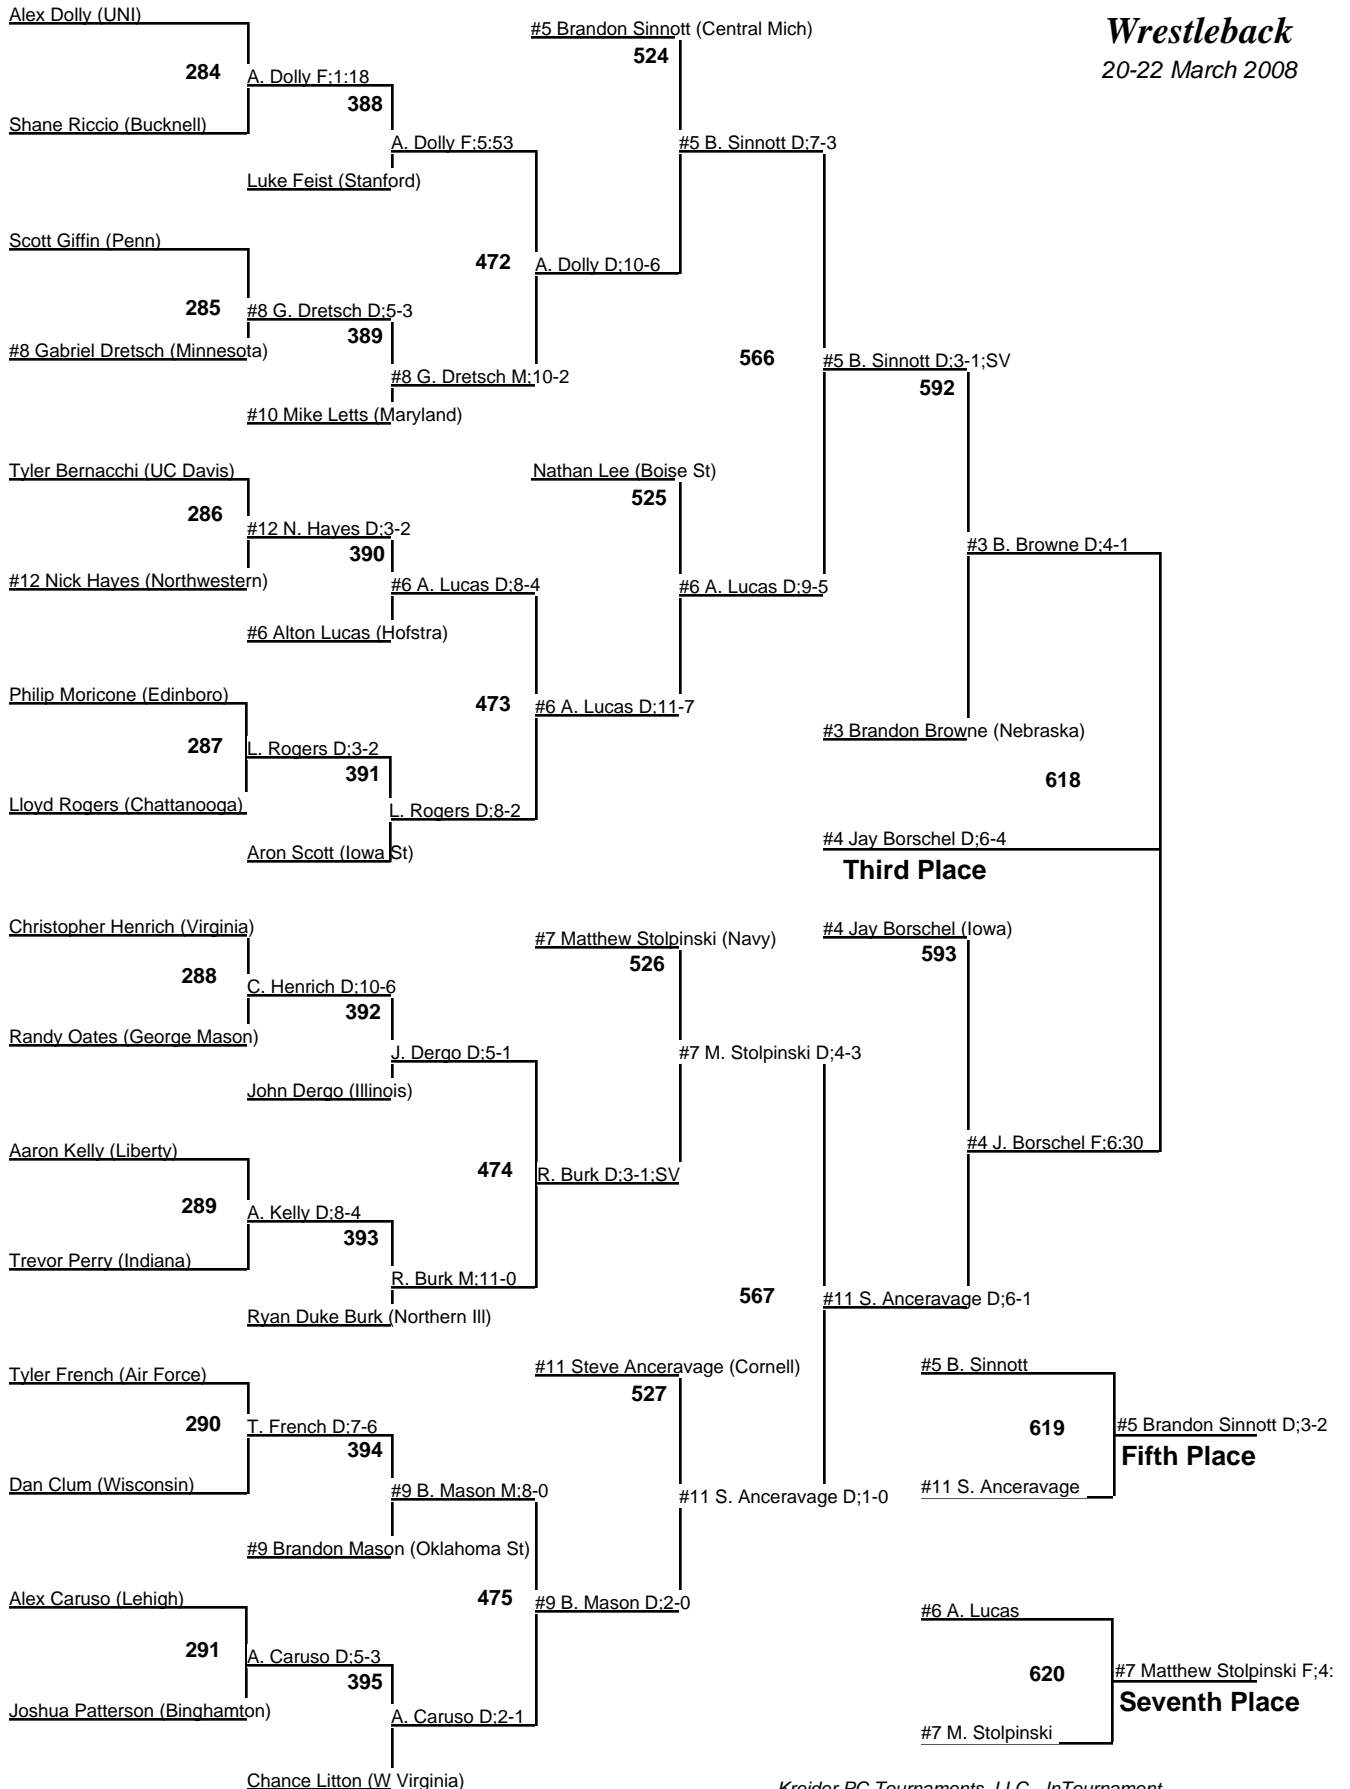 Alex Dolly (UNI)
#5 Brandon Sinnott (Central Mich)
Wrestleback
524
20-22 March 2008
284
A. Dolly F;1:18
388
Shane Riccio (Bucknell)
A. Dolly F;5:53
#5 B. Sinnott D;7-3
Luke Feist (Stanford)
Scott Giffin (Penn)
472
A. Dolly D;10-6
285
#8 G. Dretsch D;5-3
389
#8 Gabriel Dretsch (Minnesota)
566
#5 B. Sinnott D;3-1;SV
#8 G. Dretsch M;10-2
592
#10 Mike Letts (Maryland)
Tyler Bernacchi (UC Davis)
Nathan Lee (Boise St)
525
286
#12 N. Hayes D;3-2
390
#3 B. Browne D;4-1
#12 Nick Hayes (Northwestern)
#6 A. Lucas D;8-4
#6 A. Lucas D;9-5
#6 Alton Lucas (Hofstra)
Philip Moricone (Edinboro)
473
#6 A. Lucas D;11-7
#3 Brandon Browne (Nebraska)
287
L. Rogers D;3-2
391
618
Lloyd Rogers (Chattanooga)
L. Rogers D;8-2
#4 Jay Borschel D;6-4
Aron Scott (Iowa St)
Third Place
Christopher Henrich (Virginia)
#7 Matthew Stolpinski (Navy)
#4 Jay Borschel (Iowa)
526
593
288
C. Henrich D;10-6
392
Randy Oates (George Mason)
J. Dergo D;5-1
#7 M. Stolpinski D;4-3
John Dergo (Illinois)
Aaron Kelly (Liberty)
#4 J. Borschel F;6:30
474
R. Burk D;3-1;SV
289
A. Kelly D;8-4
393
Trevor Perry (Indiana)
R. Burk M;11-0
567
#11 S. Anceravage D;6-1
Ryan Duke Burk (Northern Ill)
Tyler French (Air Force)
#11 Steve Anceravage (Cornell)
#5 B. Sinnott
527
290
T. French D;7-6
394
619
#5 Brandon Sinnott D;3-2
Fifth Place
Dan Clum (Wisconsin)
#9 B. Mason M;8-0
#11 S. Anceravage D;1-0
#11 S. Anceravage
#9 Brandon Mason (Oklahoma St)
Alex Caruso (Lehigh)
475
#9 B. Mason D;2-0
#6 A. Lucas
291
A. Caruso D;5-3
395
620
#7 Matthew Stolpinski F;4:
Seventh Place
Joshua Patterson (Binghamton)
A. Caruso D;2-1
#7 M. Stolpinski
Chance Litton (W Virginia)
Kreider PC Tournaments, LLC - InTournament